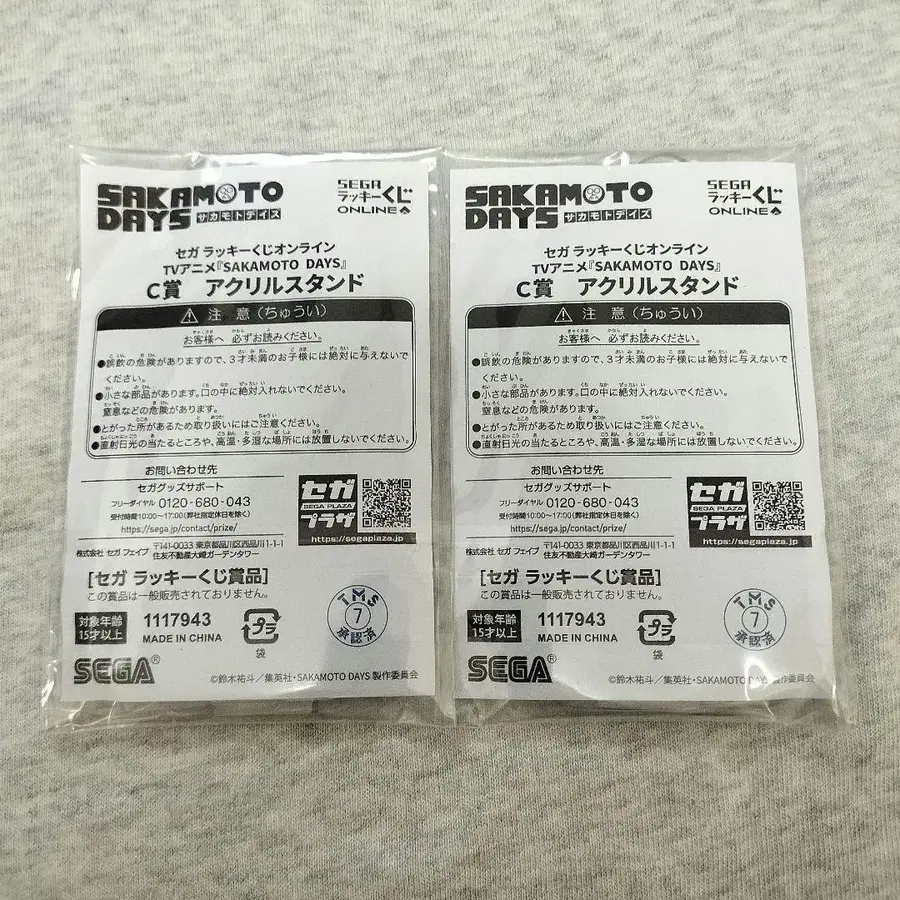 SAKAMOTO
DAYS サカモトデイズ
SEGA
ラッキーくじ
ONLINE
セガ ラッキーくじオンライン
TVアニメ『SAKAMOTO DAYS』
C賞 アクリルスタンド
⚠ 注 意(ちゅうい)
お客様へ 必ずお読みください。
●誤飲の危険がありますので、3才未満のお子様には絶対に与えないで
ください。
●小さな部品があります。口の中に絶対入れないでください。
窒息などの危険があります。
●とがった所があるため取り扱いにはご注意ください。
●直射日光の当たるところや、高温・多湿な場所には放置しないでください。
お問い合わせ先
セガグッズサポート
フリーダイヤル 0120-680-043
受付時間10:00~17:00(弊社指定休日を除く)
https://sega.jp/contact/prize/
セガ
SEGA PLAZA
プラザ
https://segaplaza.jp/
株式会社 セガ フェイブ 〒141-0033 東京都品川区西品川1-1-1
住友不動産大崎ガーデンタワー
[セガ ラッキーくじ賞品]
この賞品は一般販売されておりません。
対象年齢
15才以上
1117943
MADE IN CHINA
プラ
袋
TMS
7
承認済
SEGA®
©鈴木祐斗/集英社・SAKAMOTO DAYS 製作委員会
SAKAMOTO
DAYS サカモトデイズ
SEGA
ラッキーくじ
ONLINE
セガ ラッキーくじオンライン
TVアニメ『SAKAMOTO DAYS』
C賞 アクリルスタンド
⚠ 注 意(ちゅうい)
お客様へ 必ずお読みください。
●誤飲の危険がありますので、3才未満のお子様には絶対に与えないで
ください。
●小さな部品があります。口の中に絶対入れないでください。
窒息などの危険があります。
●とがった所があるため取り扱いにはご注意ください。
●直射日光の当たるところや、高温・多湿な場所には放置しないでください。
お問い合わせ先
セガグッズサポート
フリーダイヤル 0120-680-043
受付時間10:00~17:00(弊社指定休日を除く)
https://sega.jp/contact/prize/
セガ
SEGA PLAZA
プラザ
https://segaplaza.jp/
株式会社 セガ フェイブ 〒141-0033 東京都品川区西品川1-1-1
住友不動産大崎ガーデンタワー
[セガ ラッキーくじ賞品]
この賞品は一般販売されておりません。
対象年齢
15才以上
1117943
MADE IN CHINA
プラ
袋
TMS
7
承認済
SEGA®
©鈴木祐斗/集英社・SAKAMOTO DAYS 製作委員会